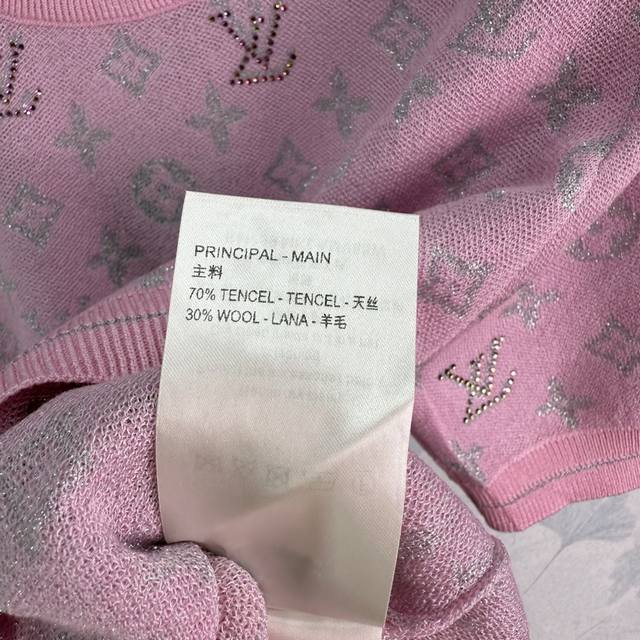 PRINCIPAL - MAIN
主料
70% TENCEL - TENCEL - 天丝
30% WOOL - LANA - 羊毛